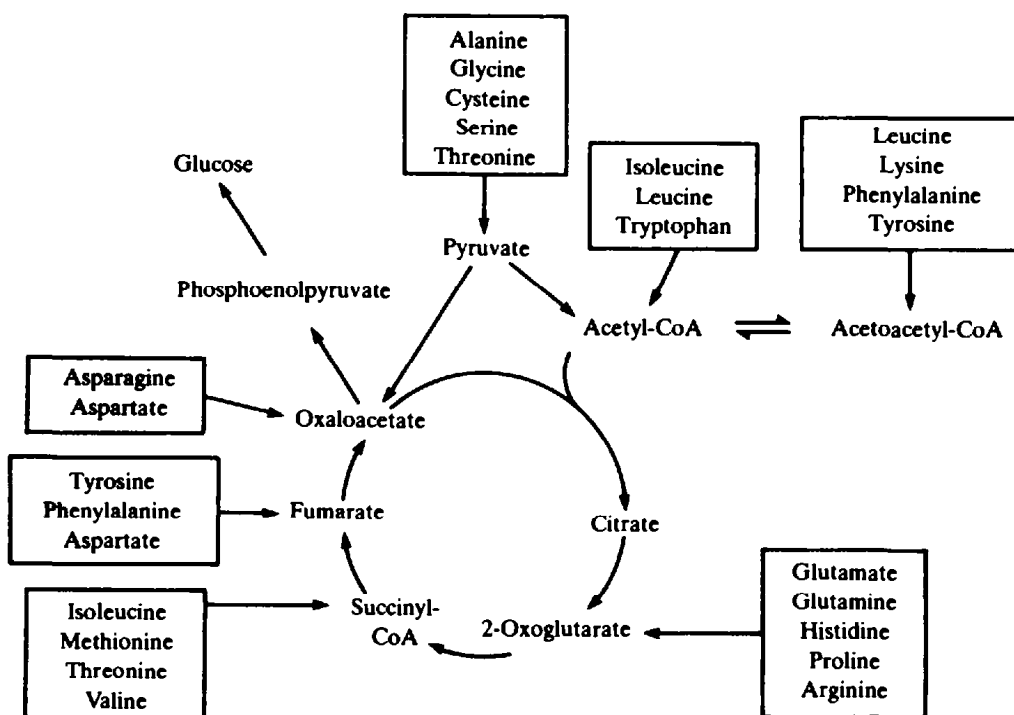 Alanine
Glycine
Cysteine
Serine
Threonine
Glucose
Isoleucine
Leucine
Tryptophan
Leucine
Lysine
Phenylalanine
Tyrosine
Pyruvate
Phosphoenolpyruvate
Acetyl-CoA
Acetoacetyl-CoA
Asparagine
Aspartate
Oxaloacetate
Tyrosine
Phenylalanine
Aspartate
Fumarate
Citrate
Isoleucine
Methionine
Threonine
Valine
Succinyl-
CoA
2-Oxoglutarate
Glutamate
Glutamine
Histidine
Proline
Arginine